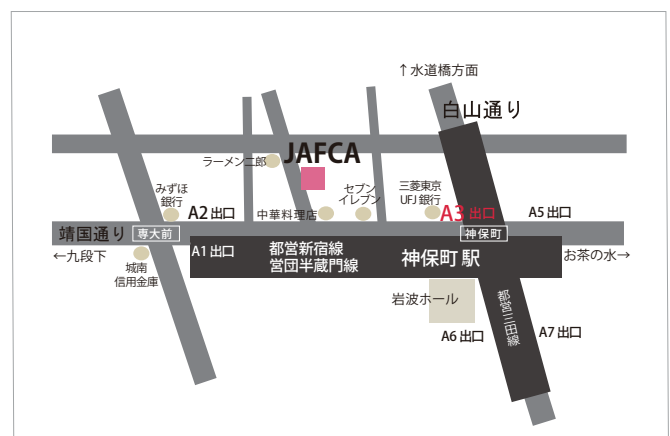 ↑水道橋方面
白山通り
ラーメン二郎
JAFCA
みずほ
銀行
A2 出口
中華料理店
セブン
イレブン
三菱東京
UFJ 銀行
A3 出口
A5 出口
靖国通り
専大前
神保町
←九段下
A1 出口
都営新宿線
営団半蔵門線
神保町 駅
お茶の水→
城南
信用金庫
岩波ホール
都営三田線
A6 出口
A7 出口